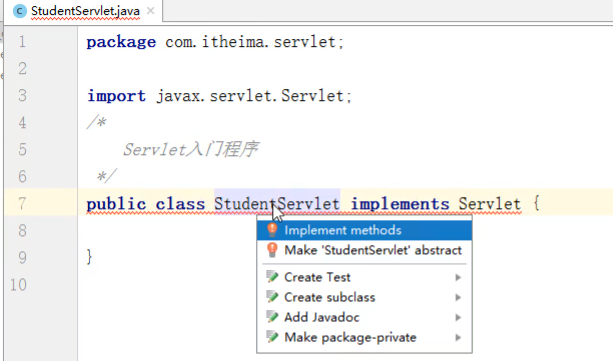 StudentServlet.java
1 package com.itheima.servlet;
2
3 import javax.servlet.Servlet;
4 /*
5 Servlet入门程序
6 */
7 public class StudentServlet implements Servlet {
8
Implement methods
Make 'StudentServlet' abstract
9 }
Create Test
10
Create subclass
Add Javadoc
Make package-private